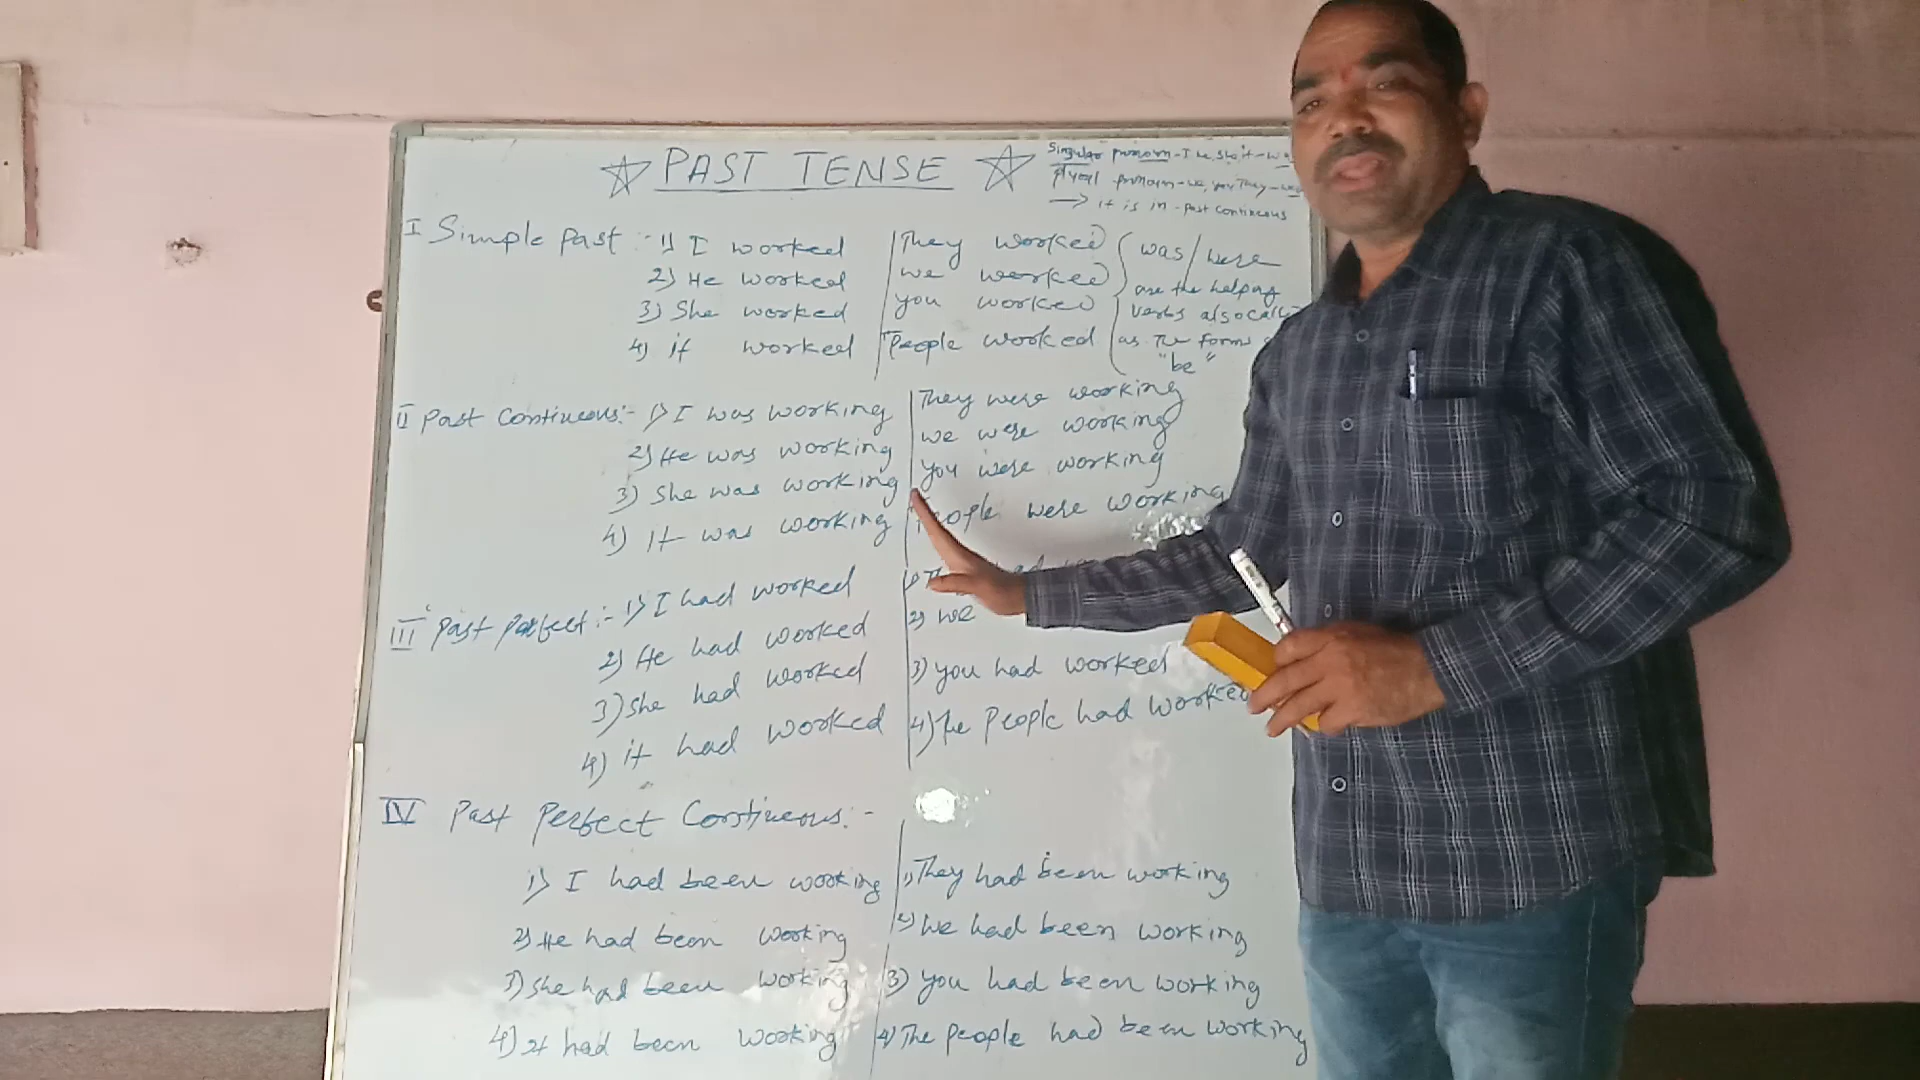 PAST TENSE
Singular pronoun - I he, she it - wa
plural pronoun - we, you They - we
→ it is in - past contineous
I Simple past :- 1) I worked
2) He worked
3) She worked
4) it worked
They worked
we worked
you worked
People worked
was / were
are the helping
verbs also call
as the forms
"be"
II Past Contineous:- 1) I was working
2) He was working
3) She was working
4) It was working
They were working
we were working
you were working
People were working
III Past perfect :- 1) I had worked
2) He had worked
3) She had worked
4) it had worked
2) we
3) you had worked
4) The People had worked
IV Past Perfect Contineous:-
1) I had been working
2) He had been working
3) She had been working
4) It had been working
1) They had been working
2) We had been working
3) you had been working
4) The People had been working